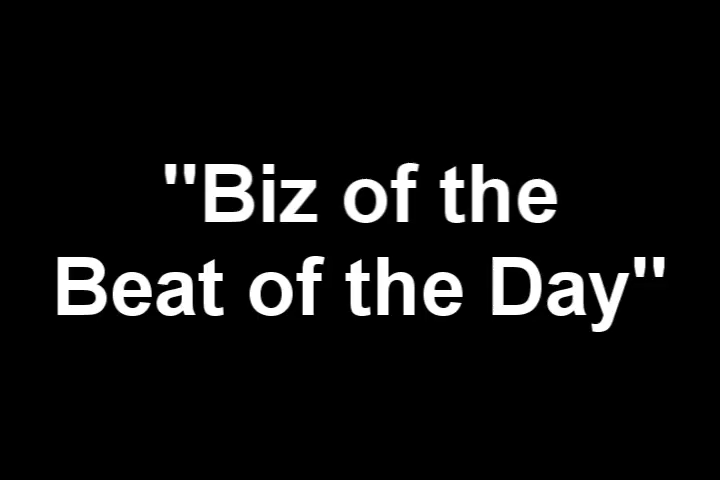 "Biz of the
Beat of the Day"